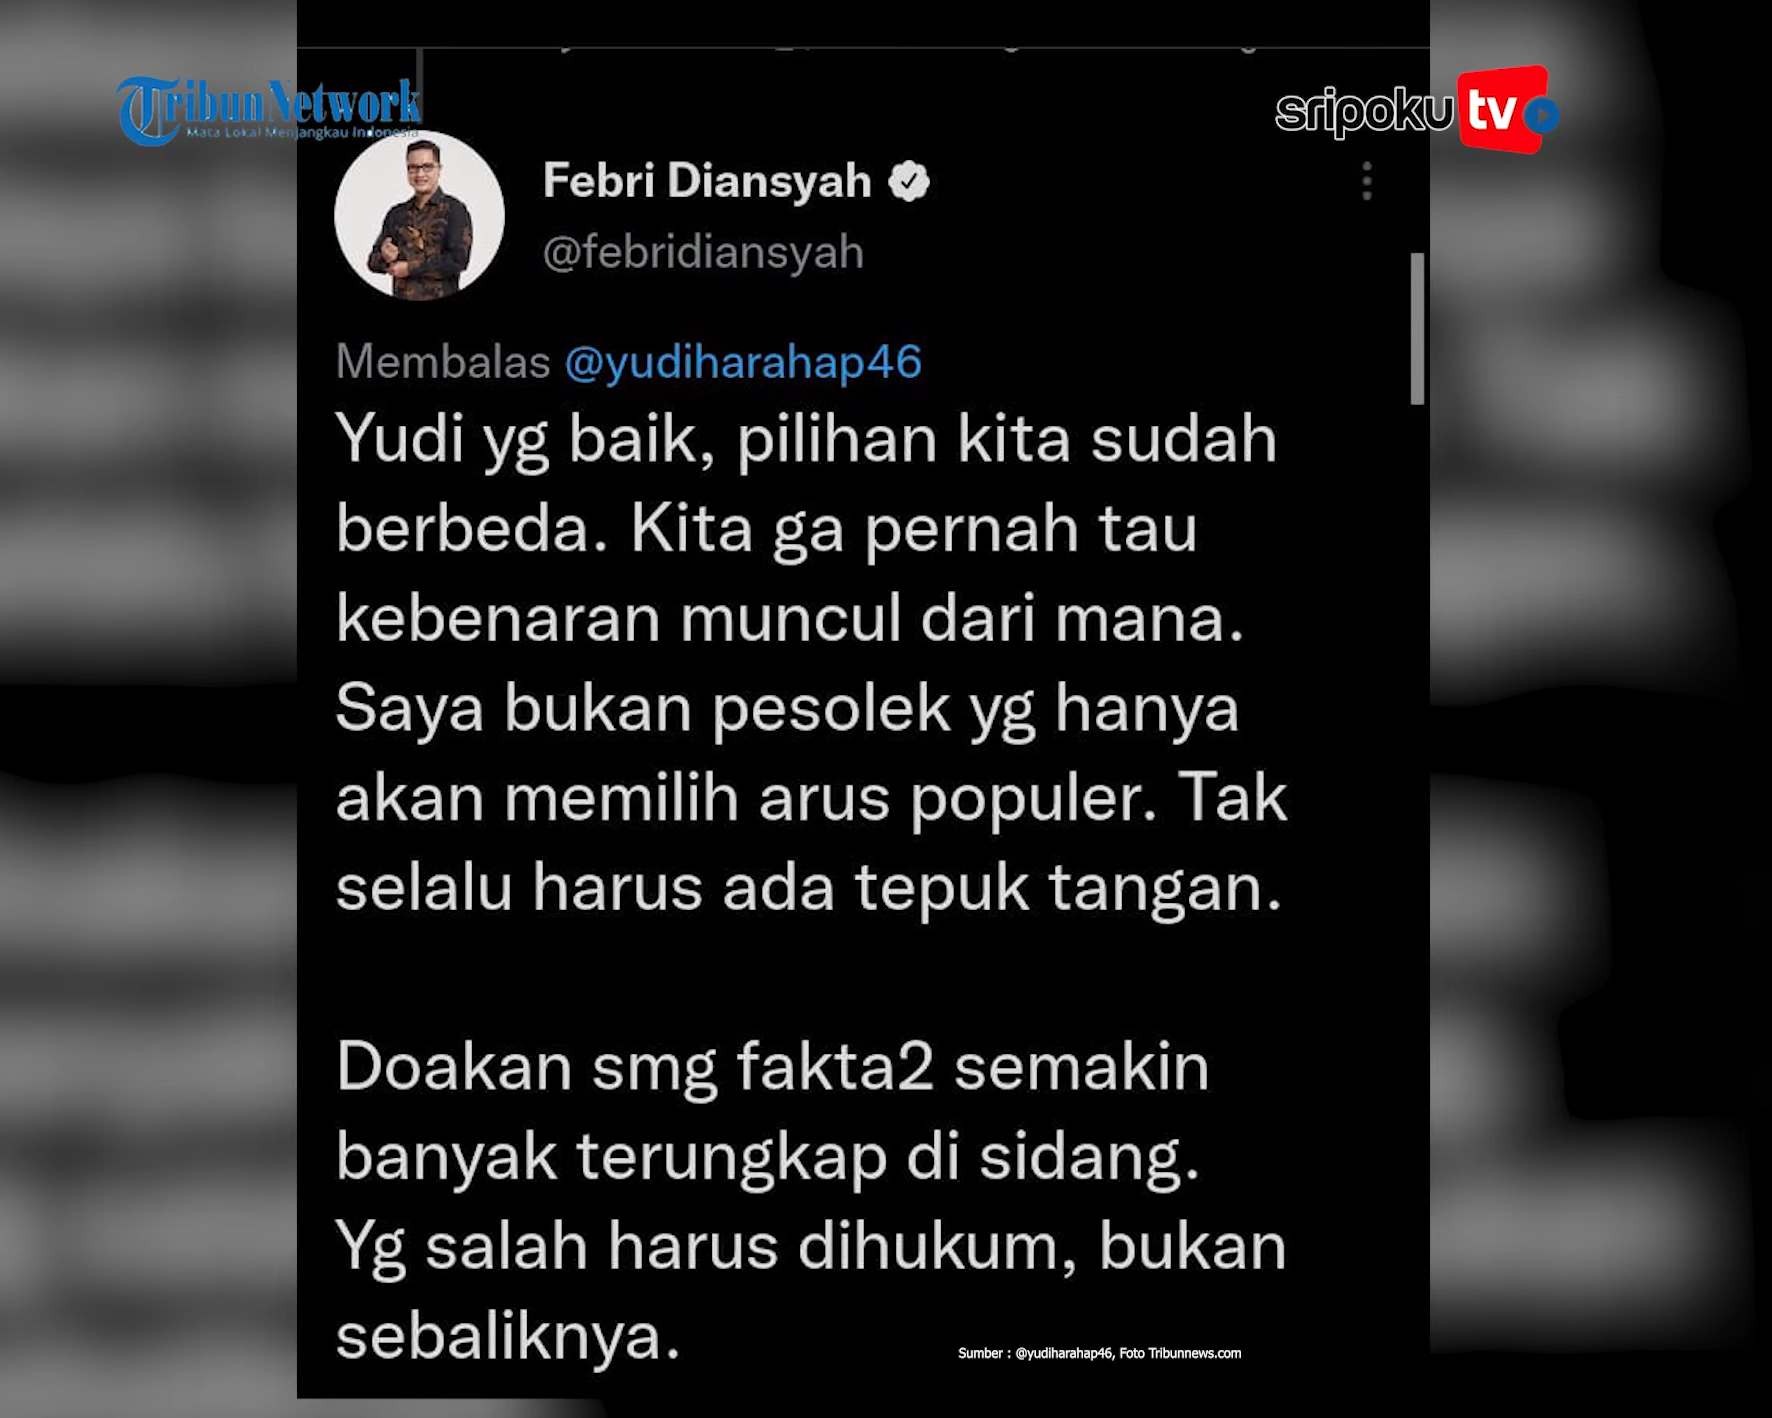 Tribun Network
Mata Lokal Menjangkau Indonesia
sripoku tv
Febri Diansyah
@febridiansyah
Membalas @yudiharahap46
Yudi yg baik, pilihan kita sudah
berbeda. Kita ga pernah tau
kebenaran muncul dari mana.
Saya bukan pesolek yg hanya
akan memilih arus populer. Tak
selalu harus ada tepuk tangan.
Doakan smg fakta2 semakin
banyak terungkap di sidang.
Yg salah harus dihukum, bukan
sebaliknya.
Sumber : @yudiharahap46, Foto Tribunnews.com